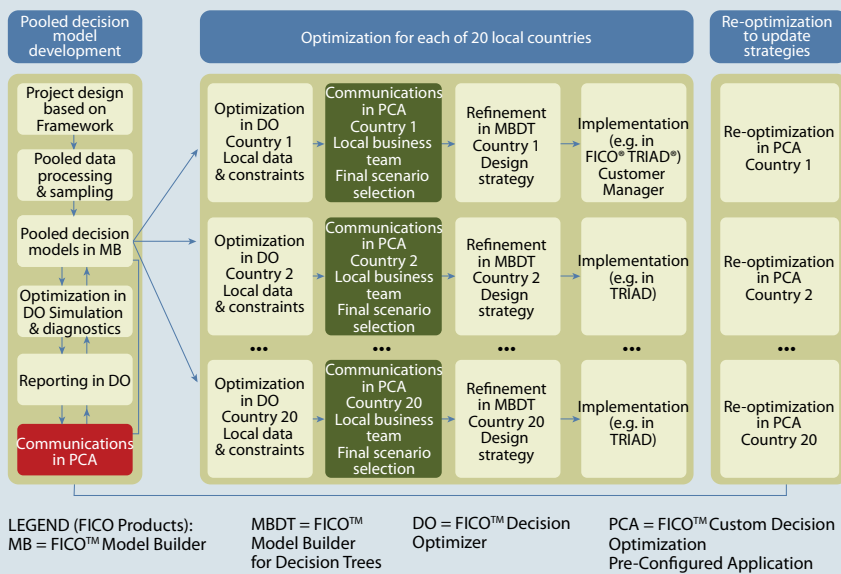 Pooled decision
model
development
Optimization for each of 20 local countries
Re-optimization
to update
strategies
Project design
based on
Framework
Pooled data
processing
& sampling
Pooled decision
models in MB
Optimization in
DO Simulation
& diagnostics
Reporting in DO
Communications
in PCA
Optimization
in DO
Country 1
Local data
& constraints
Communications
in PCA
Country 1
Local business
team
Final scenario
selection
Refinement
in MBDT
Country 1
Design
strategy
Implementation
(e.g. in
FICO® TRIAD®)
Customer
Manager
Re-optimization
in PCA
Country 1
Optimization
in DO
Country 2
Local data
& constraints
Communications
in PCA
Country 2
Local business
team
Final scenario
selection
Refinement
in MBDT
Country 2
Design
strategy
Implementation
(e.g. in
TRIAD)
Re-optimization
in PCA
Country 2
... ... ... ... ...
Optimization
in DO
Country 20
Local data
& constraints
Communications
in PCA
Country 20
Local business
team
Final scenario
selection
Refinement
in MBDT
Country 20
Design
strategy
Implementation
(e.g. in
TRIAD)
Re-optimization
in PCA
Country 20
LEGEND (FICO Products):
MB = FICO™ Model Builder
MBDT = FICO™
Model Builder
for Decision Trees
DO = FICO™ Decision
Optimizer
PCA = FICO™ Custom Decision
Optimization
Pre-Configured Application